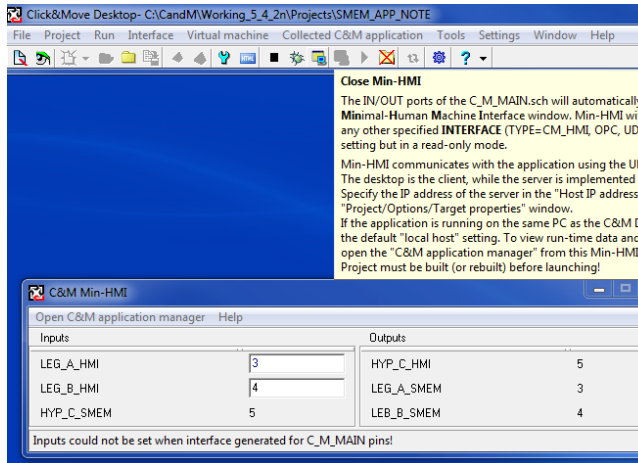 Click&Move Desktop- C:\CandM\Working_5_4_2n\Projects\SMEM_APP_NOTE
File Project Run Interface Virtual machine Collected C&M application Tools Settings Window Help
Close Min-HMI
The IN/OUT ports of the C_M_MAIN.sch will automatically
Minimal-Human Machine Interface window. Min-HMI wi
any other specified INTERFACE (TYPE=CM_HMI, OPC, UD
setting but in a read-only mode.
Min-HMI communicates with the application using the U
The desktop is the client, while the server is implemented
Specify the IP address of the server in the "Host IP address
"Project/Options/Target properties" window.
If the application is running on the same PC as the C&M D
the default "local host" setting. To view run-time data and
open the "C&M application manager" from this Min-HMI
Project must be built (or rebuilt) before launching!
C&M Min-HMI
Open C&M application manager Help
Inputs Outputs
LEG_A_HMI 3 HYP_C_HMI 5
LEG_B_HMI 4 LEG_A_SMEM 3
HYP_C_SMEM 5 LEB_B_SMEM 4
Inputs could not be set when interface generated for C_M_MAIN pins!